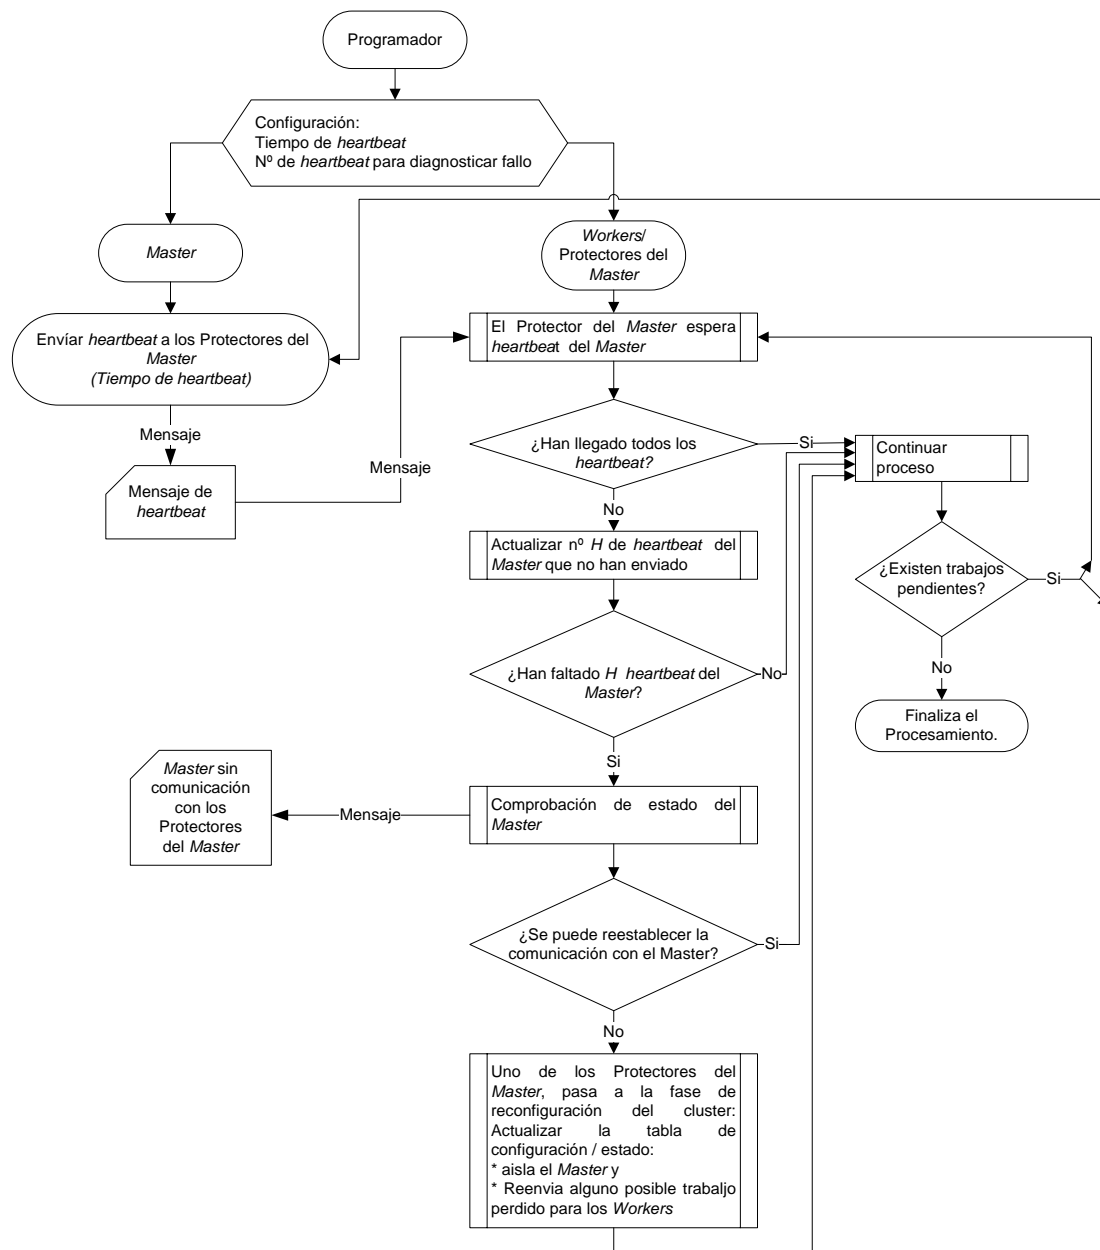 Programador
Configuración:
Tiempo de heartbeat
Nº de heartbeat para diagnosticar fallo
Master
Workers/
Protectores del
Master
Envíar heartbeat a los Protectores del
Master
(Tiempo de heartbeat)
El Protector del Master espera
heartbeat del Master
Mensaje
Mensaje de
heartbeat
Mensaje
¿Han llegado todos los
heartbeat?
Si
Continuar
proceso
No
Actualizar nº H de heartbeat del
Master que no han enviado
¿Existen trabajos
pendientes?
Si
¿Han faltado H heartbeat del
Master?
No
No
Finaliza el
Procesamiento.
Si
Master sin
comunicación
con los
Protectores
del Master
Mensaje
Comprobación de estado del
Master
¿Se puede reestablecer la
comunicación con el Master?
Si
No
Uno de los Protectores del
Master, pasa a la fase de
reconfiguración del cluster:
Actualizar la tabla de
configuración / estado:
* aisla el Master y
* Reenvia alguno posible trabaljo
perdido para los Workers